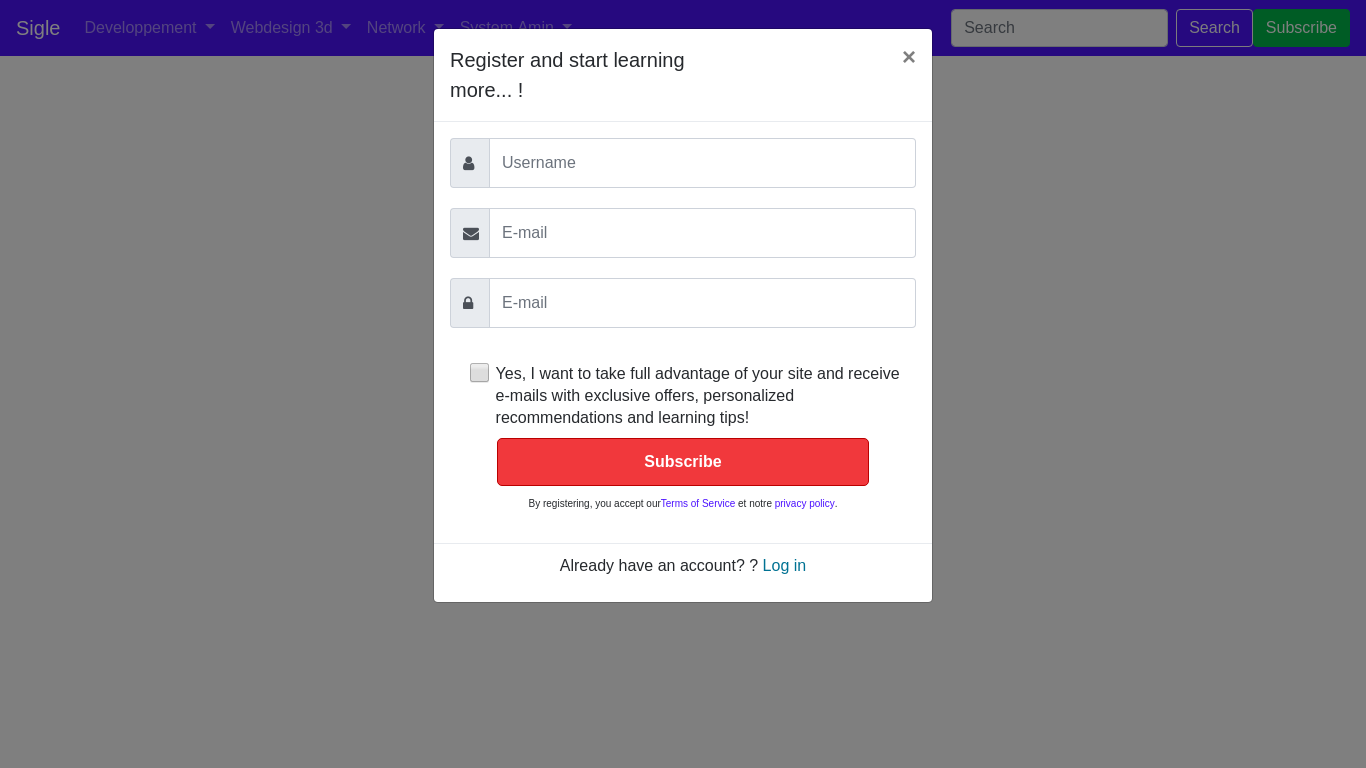 Sigle Developpement Webdesign 3d Network System Amin Search Search Subscribe
Register and start learning
more... !
×
Username
E-mail
E-mail
Yes, I want to take full advantage of your site and receive
e-mails with exclusive offers, personalized
recommendations and learning tips!
Subscribe
By registering, you accept ourTerms of Service et notre privacy policy.
Already have an account? ? Log in